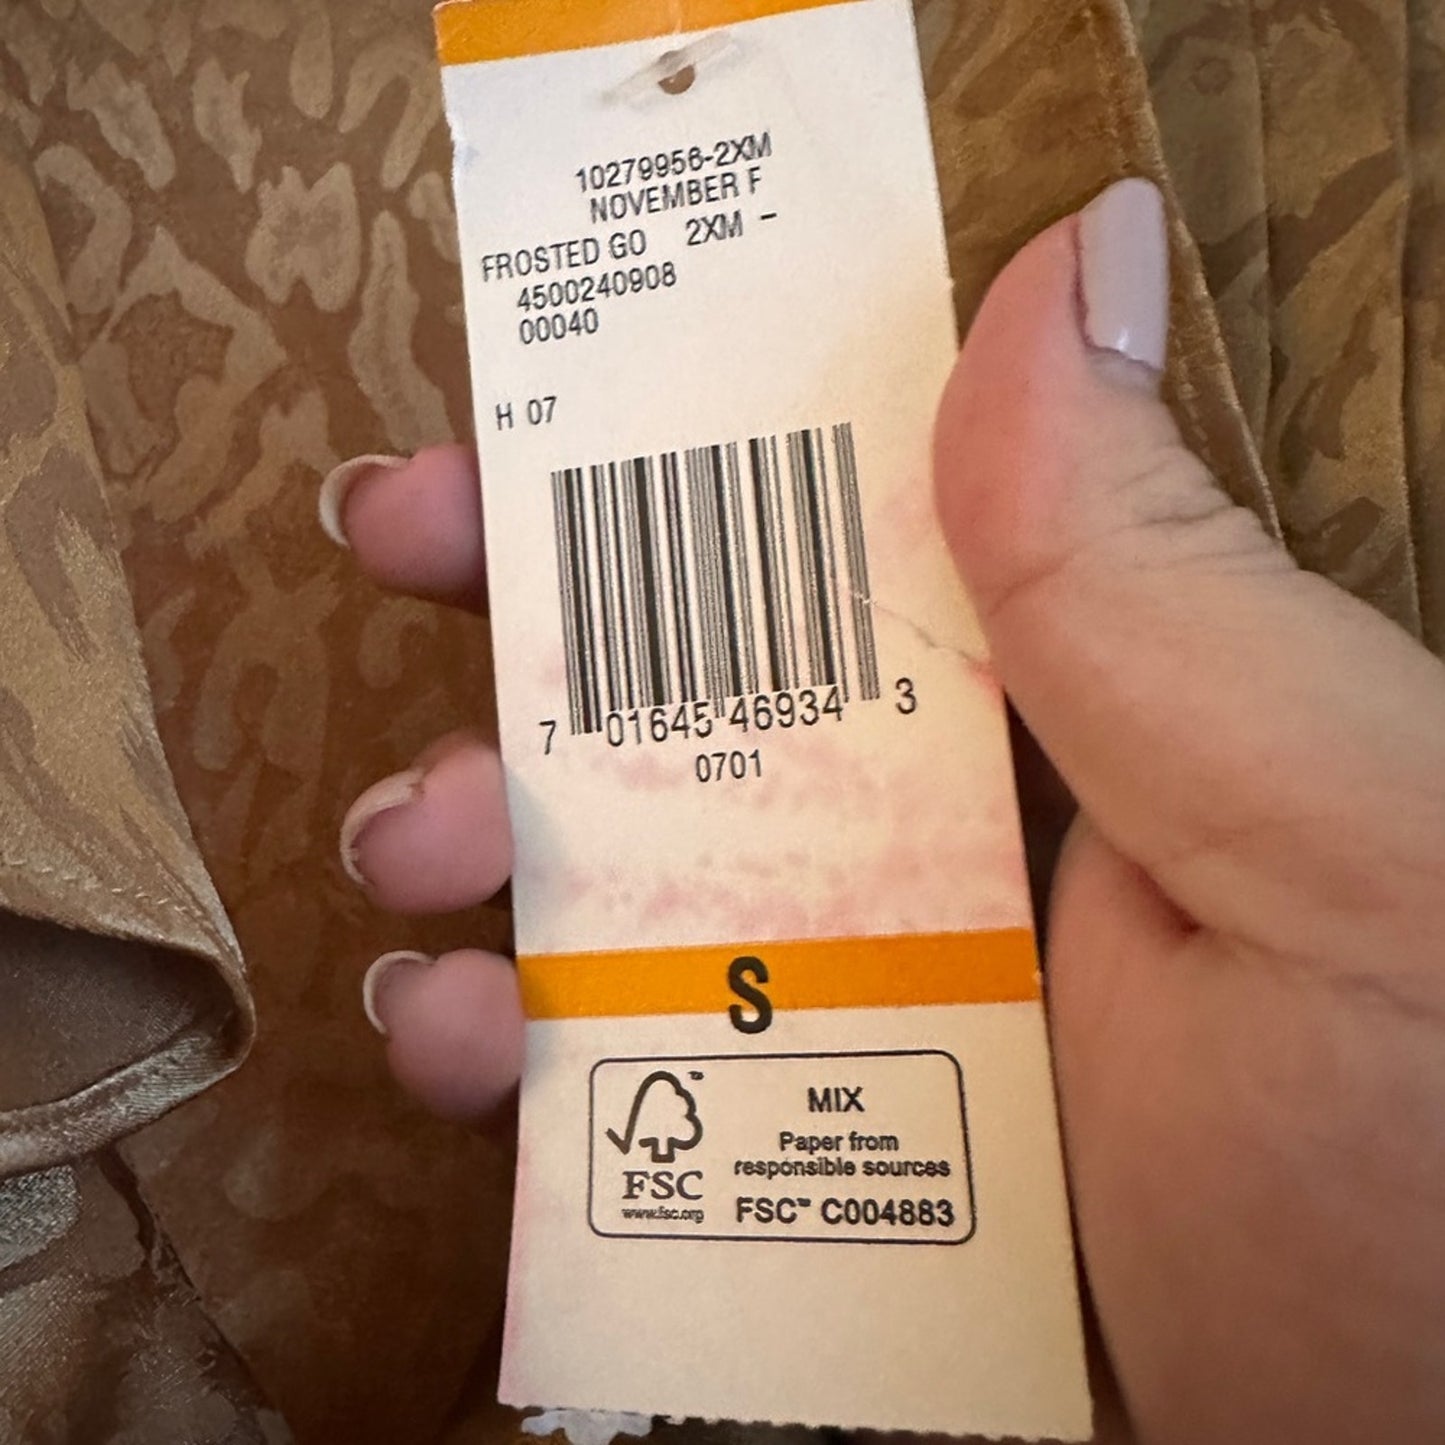 10279956-2XM
NOVEMBER F
FROSTED GO 2XM -
4500240908
00040
H 07
7 01645 46934 3
0701
S
MIX
Paper from
responsible sources
FSC™ C004883
FSC
www.fsc.org